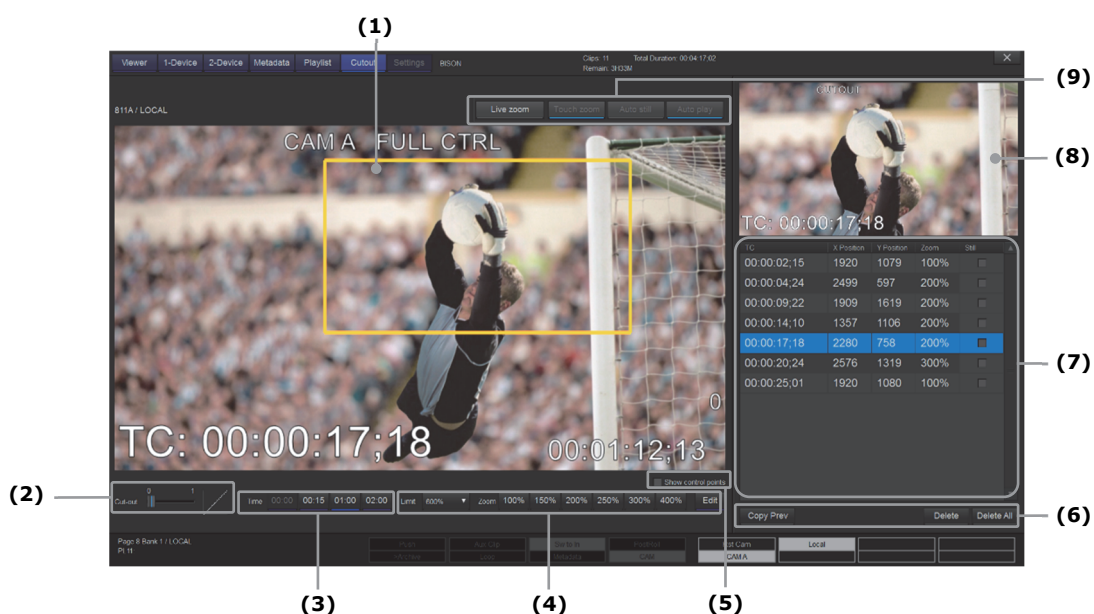 (1)
Viewer 1-Device 2-Device Metadata Playlist Cutout Settings BISON
Clips: 11 Total Duration: 00:04:17;02
Remain: 3H33M
(9)
811A / LOCAL
Live zoom Touch zoom Auto still Auto play
CUTOUT
CAM A FULL CTRL
(8)
TC: 00:00:17;18
TC X Position Y Position Zoom Still
00:00:02;15 1920 1079 100%
00:00:04;24 2499 597 200%
00:00:09;22 1909 1619 200%
00:00:14;10 1357 1106 200%
00:00:17;18 2280 758 200%
00:00:20;24 2576 1319 300%
00:00:25;01 1920 1080 100%
(7)
0
TC: 00:00:17;18
00:01:12;13
Show control points
(2)
Cut-out 0 1
Time 00:00 00:15 01:00 02:00
Limit 600% Zoom 100% 150% 200% 250% 300% 400% Edit
Copy Prev Delete Delete All
(6)
Page 8 Bank 1 / LOCAL
Pl 11
Aux Clip
Loop
Go to In
Metadata
CAM
Local
CAM A
(3)
(4)
(5)